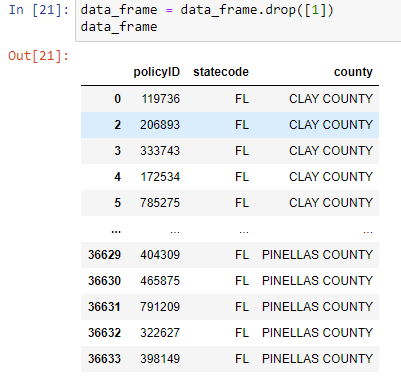 In [21]: data_frame = data_frame.drop([1])
data_frame
Out[21]:
policyID statecode county
0 119736 FL CLAY COUNTY
2 206893 FL CLAY COUNTY
3 333743 FL CLAY COUNTY
4 172534 FL CLAY COUNTY
5 785275 FL CLAY COUNTY
... ... ... ...
36629 404309 FL PINELLAS COUNTY
36630 465875 FL PINELLAS COUNTY
36631 791209 FL PINELLAS COUNTY
36632 322627 FL PINELLAS COUNTY
36633 398149 FL PINELLAS COUNTY